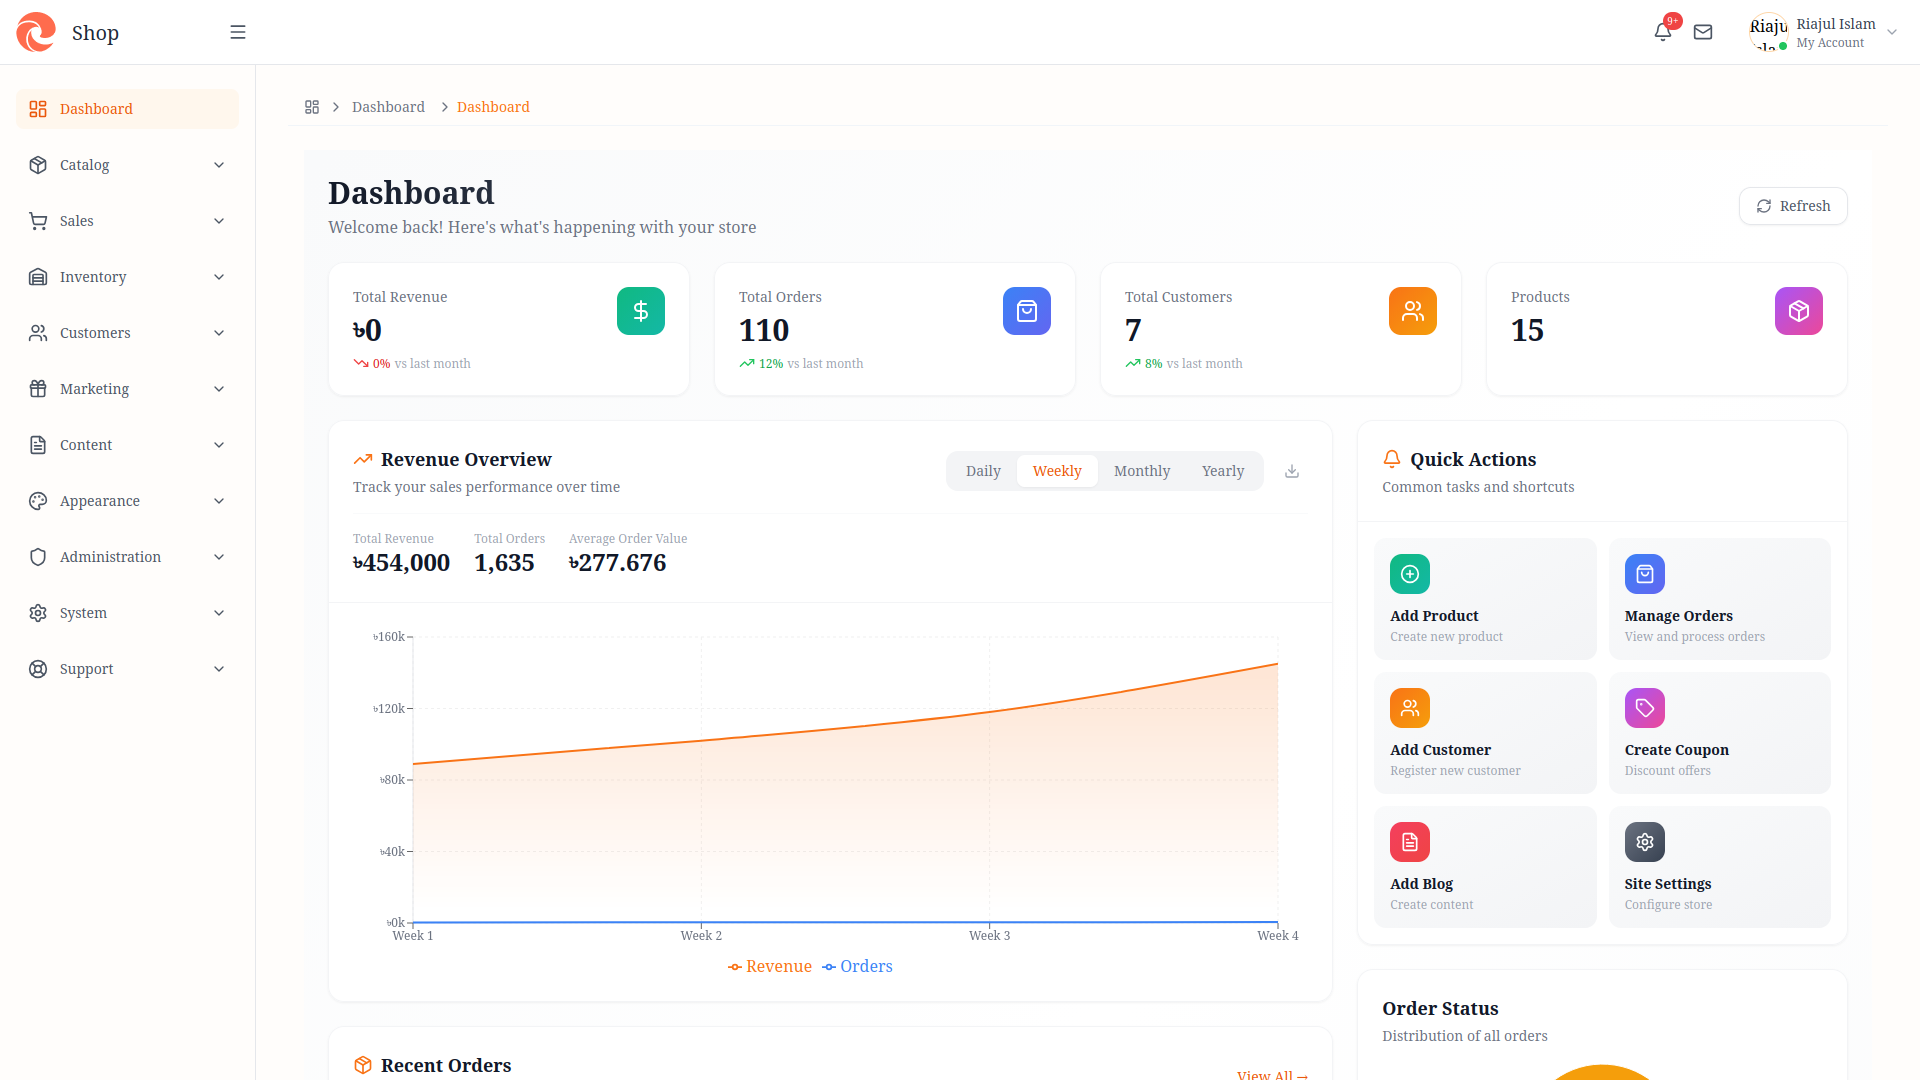 Shop
9+
Riajul Islam
My Account
Dashboard
Catalog
Sales
Inventory
Customers
Marketing
Content
Appearance
Administration
System
Support
Dashboard
Dashboard
Dashboard
Welcome back! Here's what's happening with your store
Refresh
Total Revenue
৳0
0% vs last month
Total Orders
110
12% vs last month
Total Customers
7
8% vs last month
Products
15
Revenue Overview
Track your sales performance over time
Daily Weekly Monthly Yearly
Total Revenue
৳454,000
Total Orders
1,635
Average Order Value
৳277.676
৳160k
৳120k
৳80k
৳40k
৳0k
Week 1 Week 2 Week 3 Week 4
Revenue Orders
Quick Actions
Common tasks and shortcuts
Add Product
Create new product
Manage Orders
View and process orders
Add Customer
Register new customer
Create Coupon
Discount offers
Add Blog
Create content
Site Settings
Configure store
Recent Orders
View All →
Order Status
Distribution of all orders